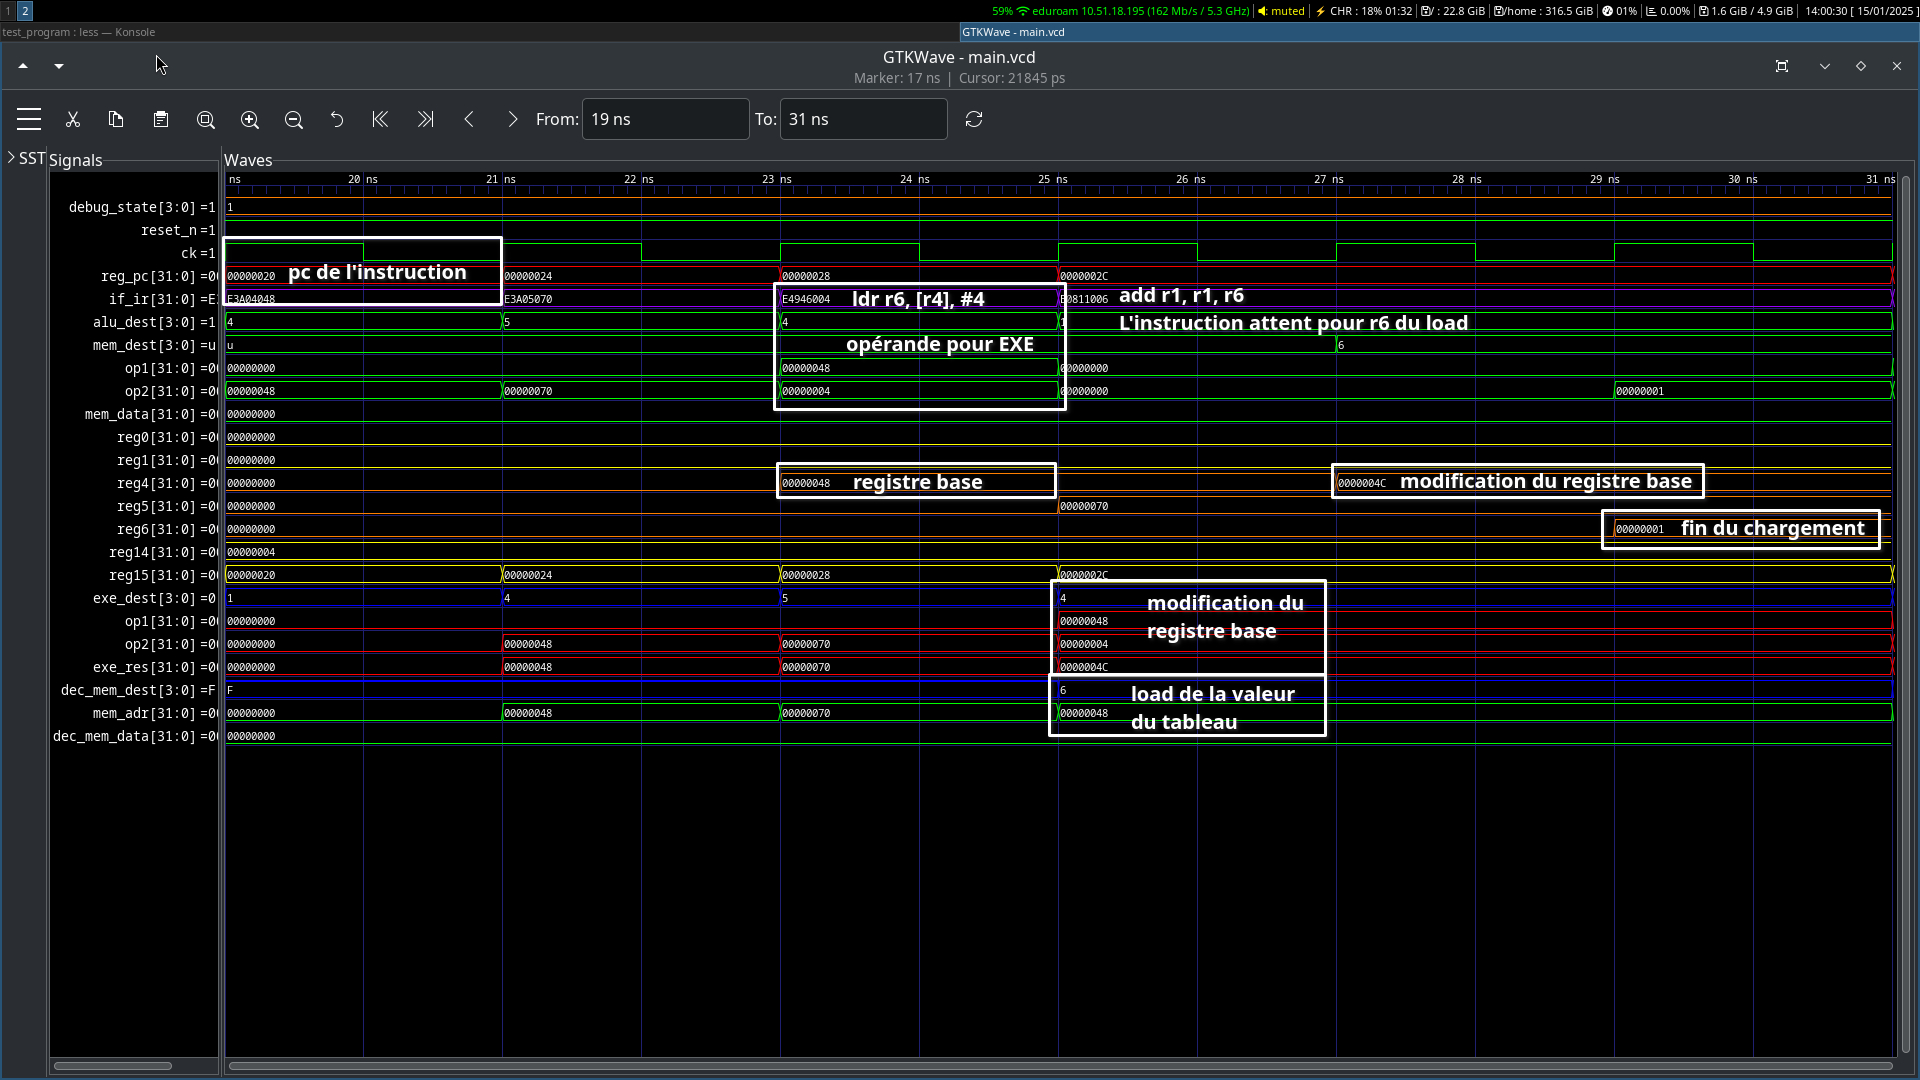 1 2 59% eduroam 10.51.18.195 (162 Mb/s / 5.3 GHz) | muted | CHR : 18% 01:32 | / : 22.8 GiB | /home : 316.5 GiB | 01% | 0.00% | 1.6 GiB / 4.9 GiB | 14:00:30 [ 15/01/2025 ]
test_program : less — Konsole GTKWave - main.vcd
GTKWave - main.vcd
Marker: 17 ns | Cursor: 21845 ps
From: 19 ns To: 31 ns
SST Signals Waves
ns 20 ns 21 ns 22 ns 23 ns 24 ns 25 ns 26 ns 27 ns 28 ns 29 ns 30 ns 31 ns
debug_state[3:0] =1 1
reset_n =1
ck =1
reg_pc[31:0] =0 00000020 pc de l'instruction 00000024 00000028 0000002C
if_ir[31:0] =E E3A04048 E3A05070 E4946004 ldr r6, [r4], #4 E0811006 add r1, r1, r6
alu_dest[3:0] =1 4 5 4 1 L'instruction attent pour r6 du load
mem_dest =u u opérande pour EXE 6
op1[31:0] =0 00000000 00000048 00000000
op2[31:0] =0 00000048 00000070 00000004 00000000 00000001
mem_data[31:0] =0 00000000
reg0[31:0] =0 00000000
reg1[31:0] =0 00000000
reg4[31:0] =0 00000000 00000048 registre base 0000004C modification du registre base
reg5[31:0] =0 00000000 00000070
reg6[31:0] =0 00000000 00000001 fin du chargement
reg14[31:0] =0 00000004
reg15[31:0] =0 00000020 00000024 00000028 0000002C
exe_dest[3:0] =0 1 4 5 4 modification du
op1[31:0] =0 00000000 00000048 registre base
op2[31:0] =0 00000000 00000048 00000070 00000004
exe_res[31:0] =0 00000000 00000048 00000070 0000004C
dec_mem_dest[3:0] =F F 6 load de la valeur
mem_adr[31:0] =0 00000000 00000048 00000070 00000048 du tableau
dec_mem_data[31:0] =0 00000000